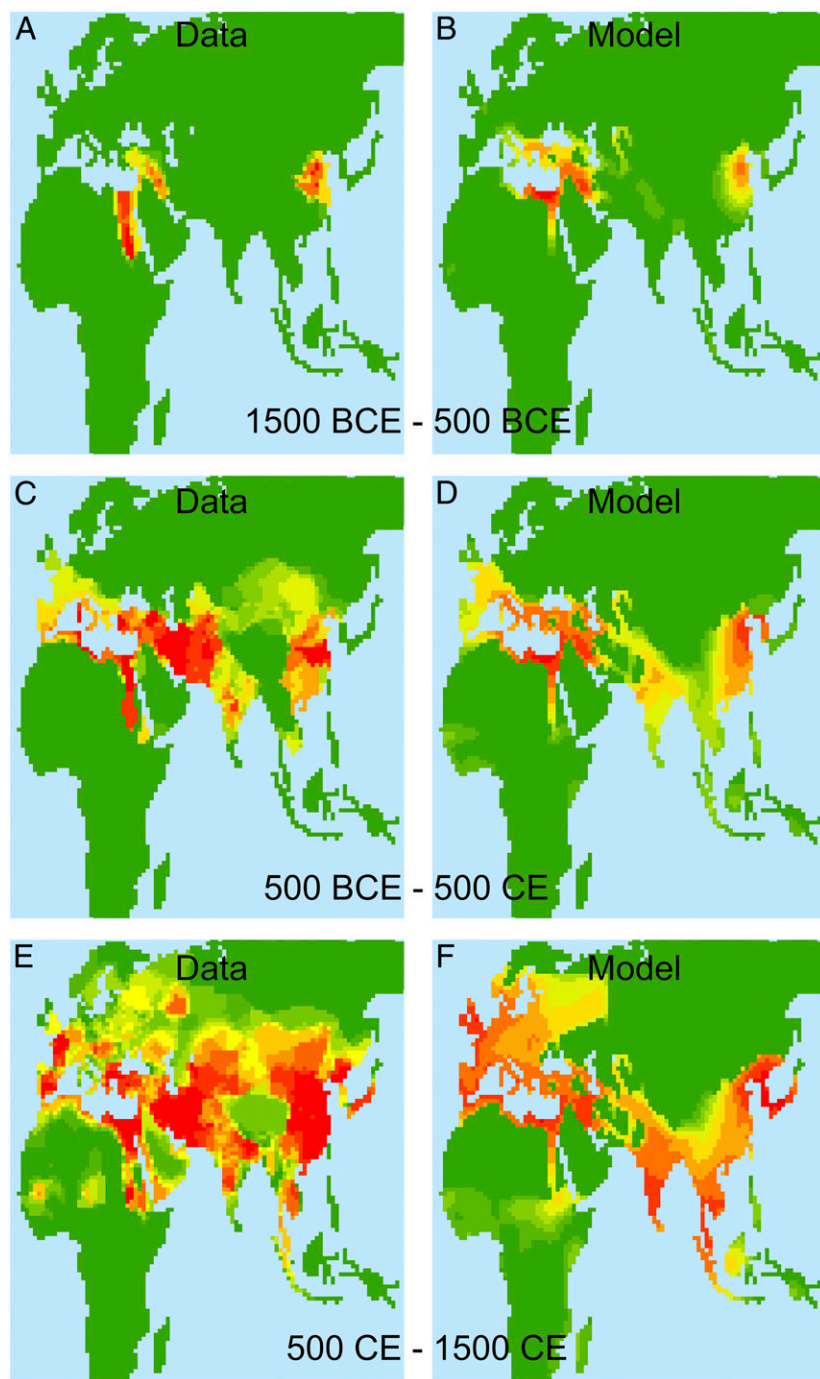 A Data
B Model
1500 BCE - 500 BCE
C Data
D Model
500 BCE - 500 CE
E Data
F Model
500 CE - 1500 CE